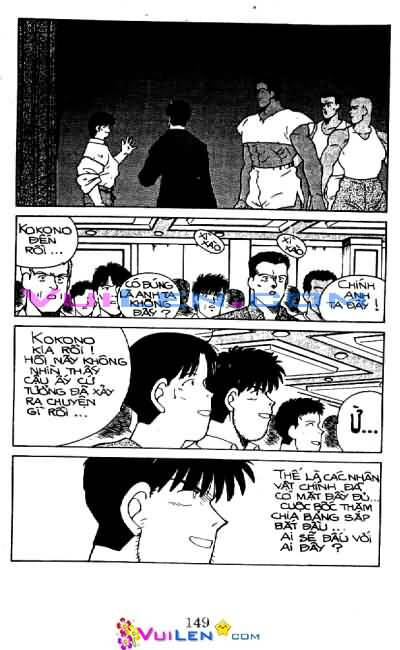 KOKONO
ĐẾN
RỒI...
XÌ
XÀO
XÌ
XÀO
CÓ ĐÚNG
LÀ ANH TA
KHÔNG
ĐÂY?
CHÍNH
ANH
TA ĐẤY!
VUILEN.COM
KOKONO
KIA RỒI!
HỒI NÃY KHÔNG
NHÌN THẤY
CẬU ẤY CỨ
TƯỞNG ĐÃ XẢY
RA CHUYỆN
GÌ RỒI...
Ừ...
THẾ LÀ CÁC NHÂN
VẬT CHÍNH ĐÃ
CÓ MẶT ĐẦY ĐỦ...
CUỘC BỐC THĂM
CHIA BẢNG SẮP
BẮT ĐẦU...
AI SẼ ĐẤU VỚI
AI ĐÂY?
149
VUILEN.COM